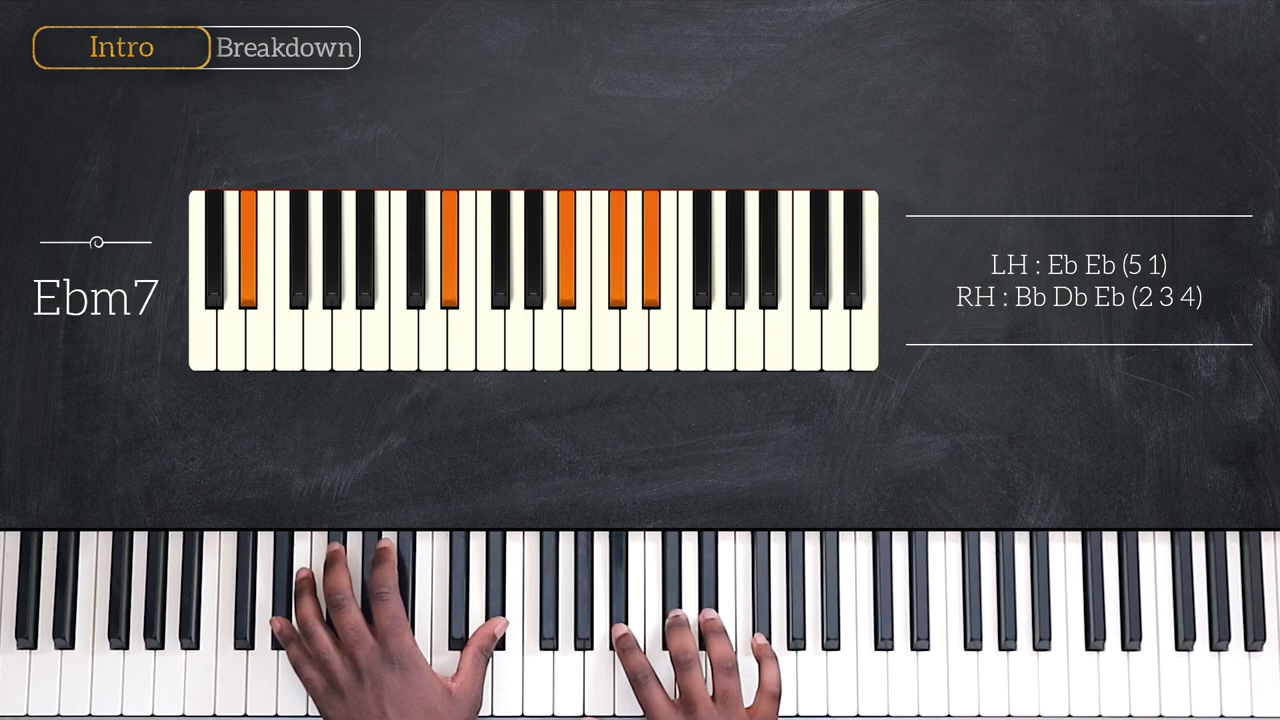 Intro
Breakdown
Ebm7
LH : Eb Eb (5 1)
RH : Bb Db Eb (2 3 4)